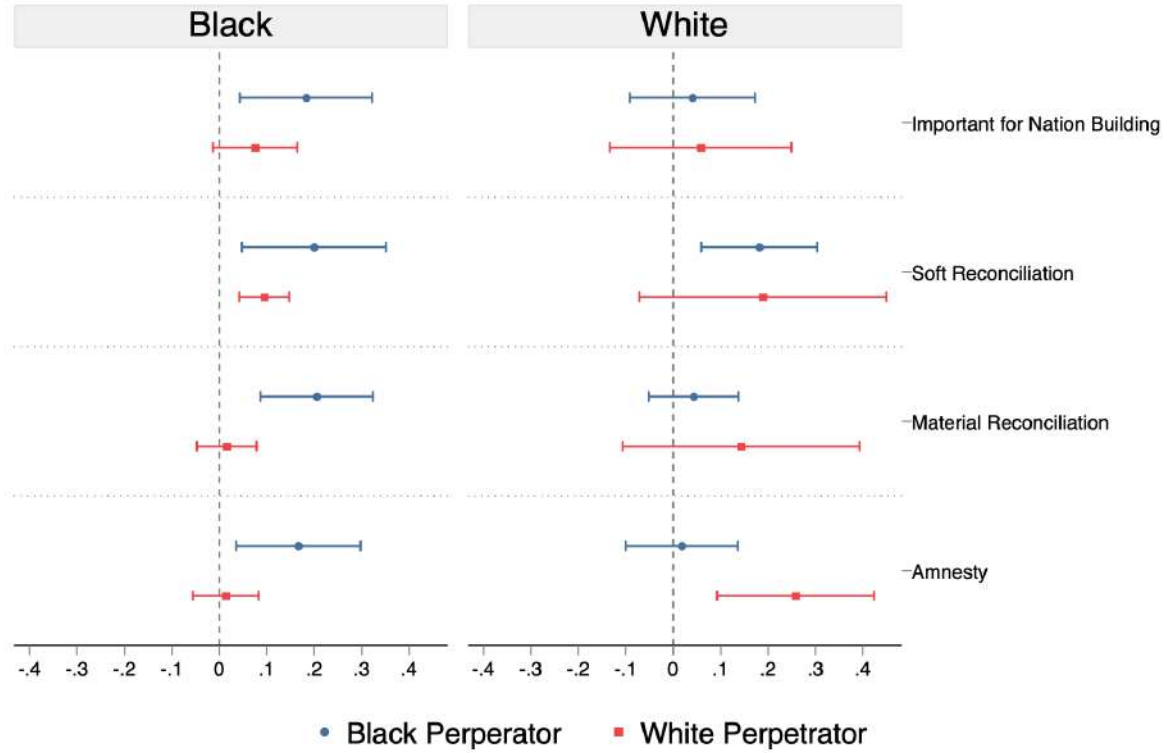 Black
White
Important for Nation Building
Soft Reconciliation
Material Reconciliation
Amnesty
-.4 -.3 -.2 -.1 0 .1 .2 .3 .4
-.4 -.3 -.2 -.1 0 .1 .2 .3 .4
Black Perperator
White Perpetrator